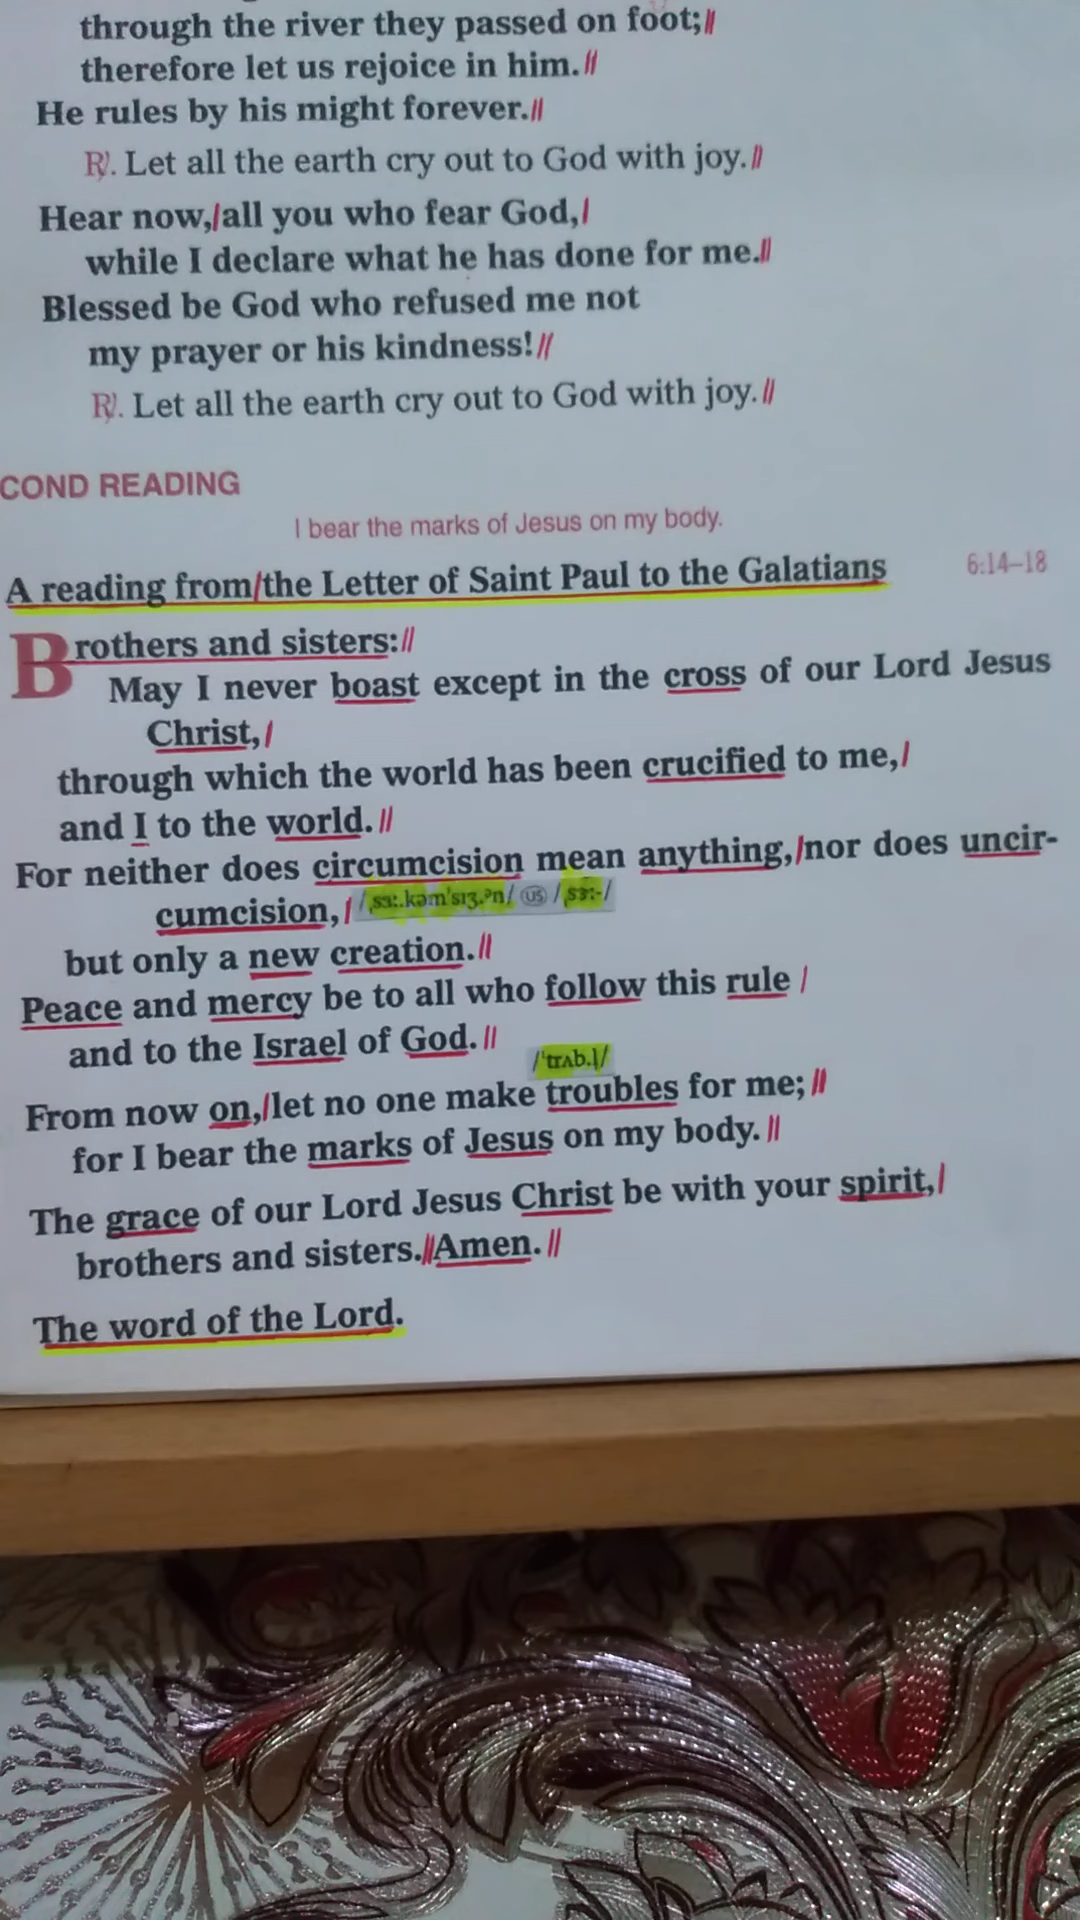 through the river they passed on foot;//
therefore let us rejoice in him.//
He rules by his might forever.//
℟. Let all the earth cry out to God with joy.//
Hear now,/all you who fear God,/
while I declare what he has done for me.//
Blessed be God who refused me not
my prayer or his kindness!//
℟. Let all the earth cry out to God with joy.//
COND READING
I bear the marks of Jesus on my body.
A reading from/the Letter of Saint Paul to the Galatians 6:14–18
Brothers and sisters://
May I never boast except in the cross of our Lord Jesus
Christ,/
through which the world has been crucified to me,/
and I to the world.//
For neither does circumcision mean anything,/nor does uncir-
cumcision,/ /ˌsɜː.kəmˈsɪʒ.ᵊn/ US /ˌsɝː-/
but only a new creation.//
Peace and mercy be to all who follow this rule /
and to the Israel of God.//
/ˈtrʌb.l̩/
From now on,/let no one make troubles for me;//
for I bear the marks of Jesus on my body.//
The grace of our Lord Jesus Christ be with your spirit,/
brothers and sisters.//Amen.//
The word of the Lord.